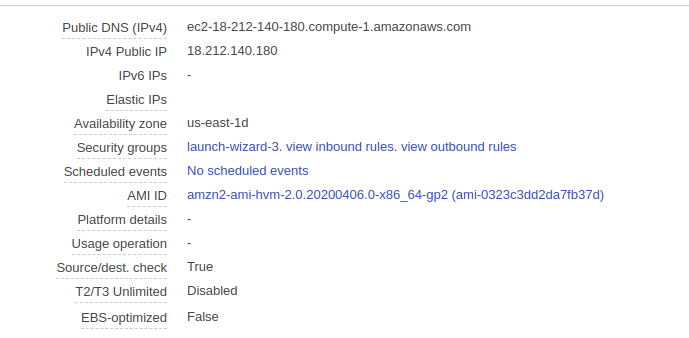 Public DNS (IPv4) ec2-18-212-140-180.compute-1.amazonaws.com
IPv4 Public IP 18.212.140.180
IPv6 IPs -
Elastic IPs
Availability zone us-east-1d
Security groups launch-wizard-3. view inbound rules. view outbound rules
Scheduled events No scheduled events
AMI ID amzn2-ami-hvm-2.0.20200406.0-x86_64-gp2 (ami-0323c3dd2da7fb37d)
Platform details -
Usage operation -
Source/dest. check True
T2/T3 Unlimited Disabled
EBS-optimized False